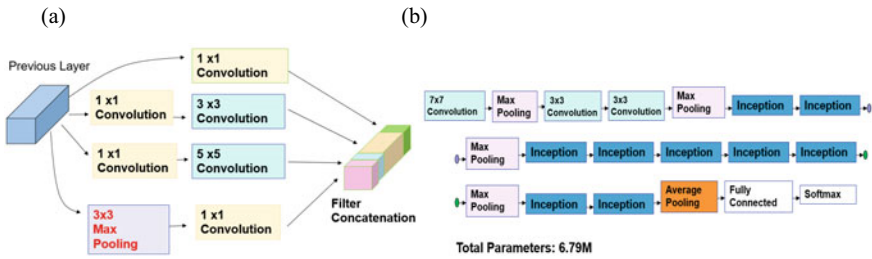 (a)
Previous Layer
1 x1
Convolution
1 x1
Convolution
3 x3
Convolution
1 x1
Convolution
5 x5
Convolution
3x3
Max
Pooling
1 x1
Convolution
Filter
Concatenation
(b)
7x7
Convolution
Max
Pooling
3x3
Convolution
3x3
Convolution
Max
Pooling
Inception
Inception
Max
Pooling
Inception
Inception
Inception
Inception
Inception
Max
Pooling
Inception
Inception
Average
Pooling
Fully
Connected
Softmax
Total Parameters: 6.79M